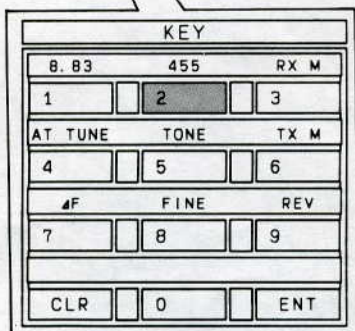 KEY
8.83 455 RX M
1 2 3
AT TUNE TONE TX M
4 5 6
⊿F FINE REV
7 8 9
CLR 0 ENT